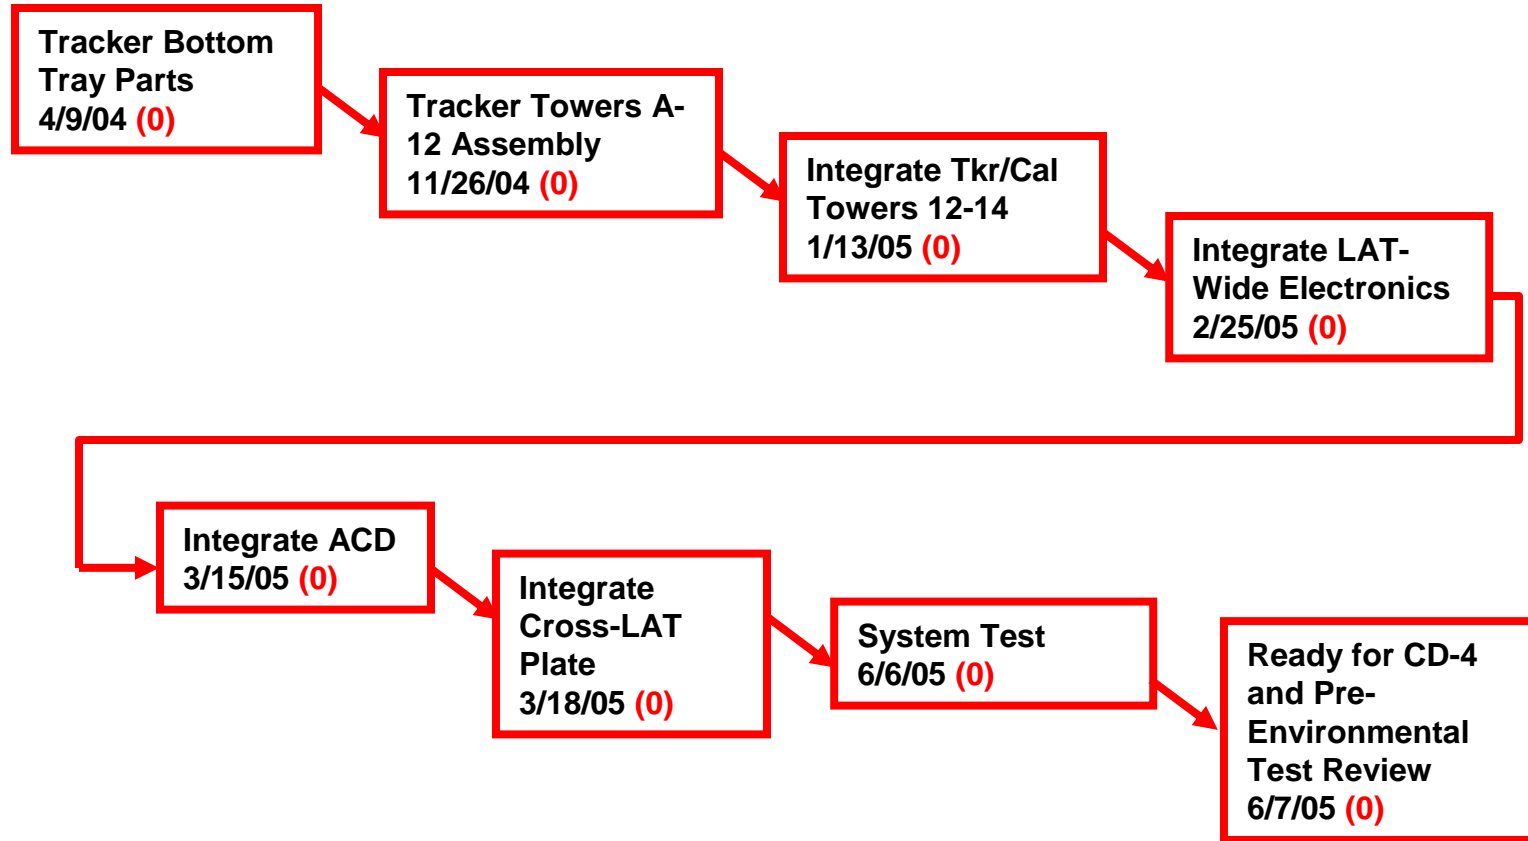 Tracker Bottom
Tray Parts
4/9/04 (0)
Tracker Towers A-
12 Assembly
11/26/04 (0)
Integrate Tkr/Cal
Towers 12-14
1/13/05 (0)
Integrate LAT-
Wide Electronics
2/25/05 (0)
Integrate ACD
3/15/05 (0)
Integrate
Cross-LAT
Plate
3/18/05 (0)
System Test
6/6/05 (0)
Ready for CD-4
and Pre-
Environmental
Test Review
6/7/05 (0)